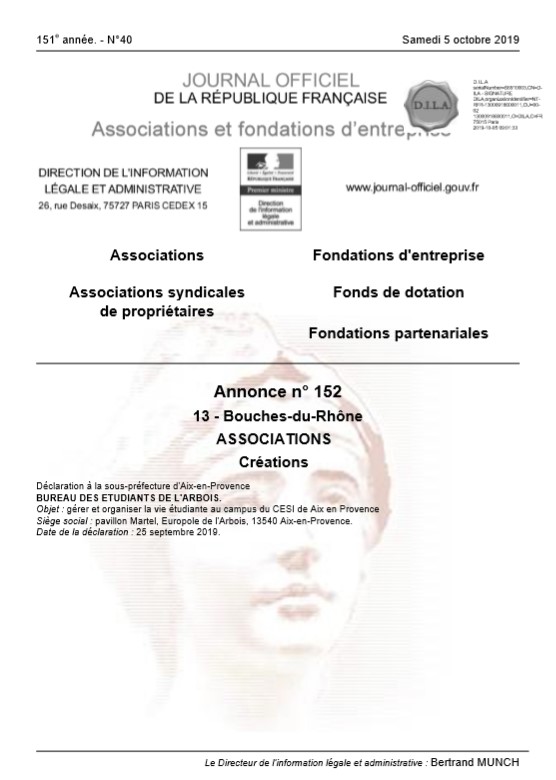 151e année. - N°40
Samedi 5 octobre 2019
JOURNAL OFFICIEL
DE LA RÉPUBLIQUE FRANÇAISE
D.I.L.A
D.I.L.A.
Associations et fondations d'entreprise
DIRECTION DE L'INFORMATION
LÉGALE ET ADMINISTRATIVE
26, rue Desaix, 75727 PARIS CEDEX 15
RÉPUBLIQUE FRANÇAISE
Premier ministre
Direction
de l'information
légale
et administrative
www.journal-officiel.gouv.fr
Associations
Fondations d'entreprise
Associations syndicales
de propriétaires
Fonds de dotation
Fondations partenariales
Annonce n° 152
13 - Bouches-du-Rhône
ASSOCIATIONS
Créations
Déclaration à la sous-préfecture d'Aix-en-Provence
BUREAU DES ETUDIANTS DE L'ARBOIS.
Objet : gérer et organiser la vie étudiante au campus du CESI de Aix en Provence
Siège social : pavillon Martel, Europole de l'Arbois, 13540 Aix-en-Provence.
Date de la déclaration : 25 septembre 2019.
Le Directeur de l'information légale et administrative : Bertrand MUNCH